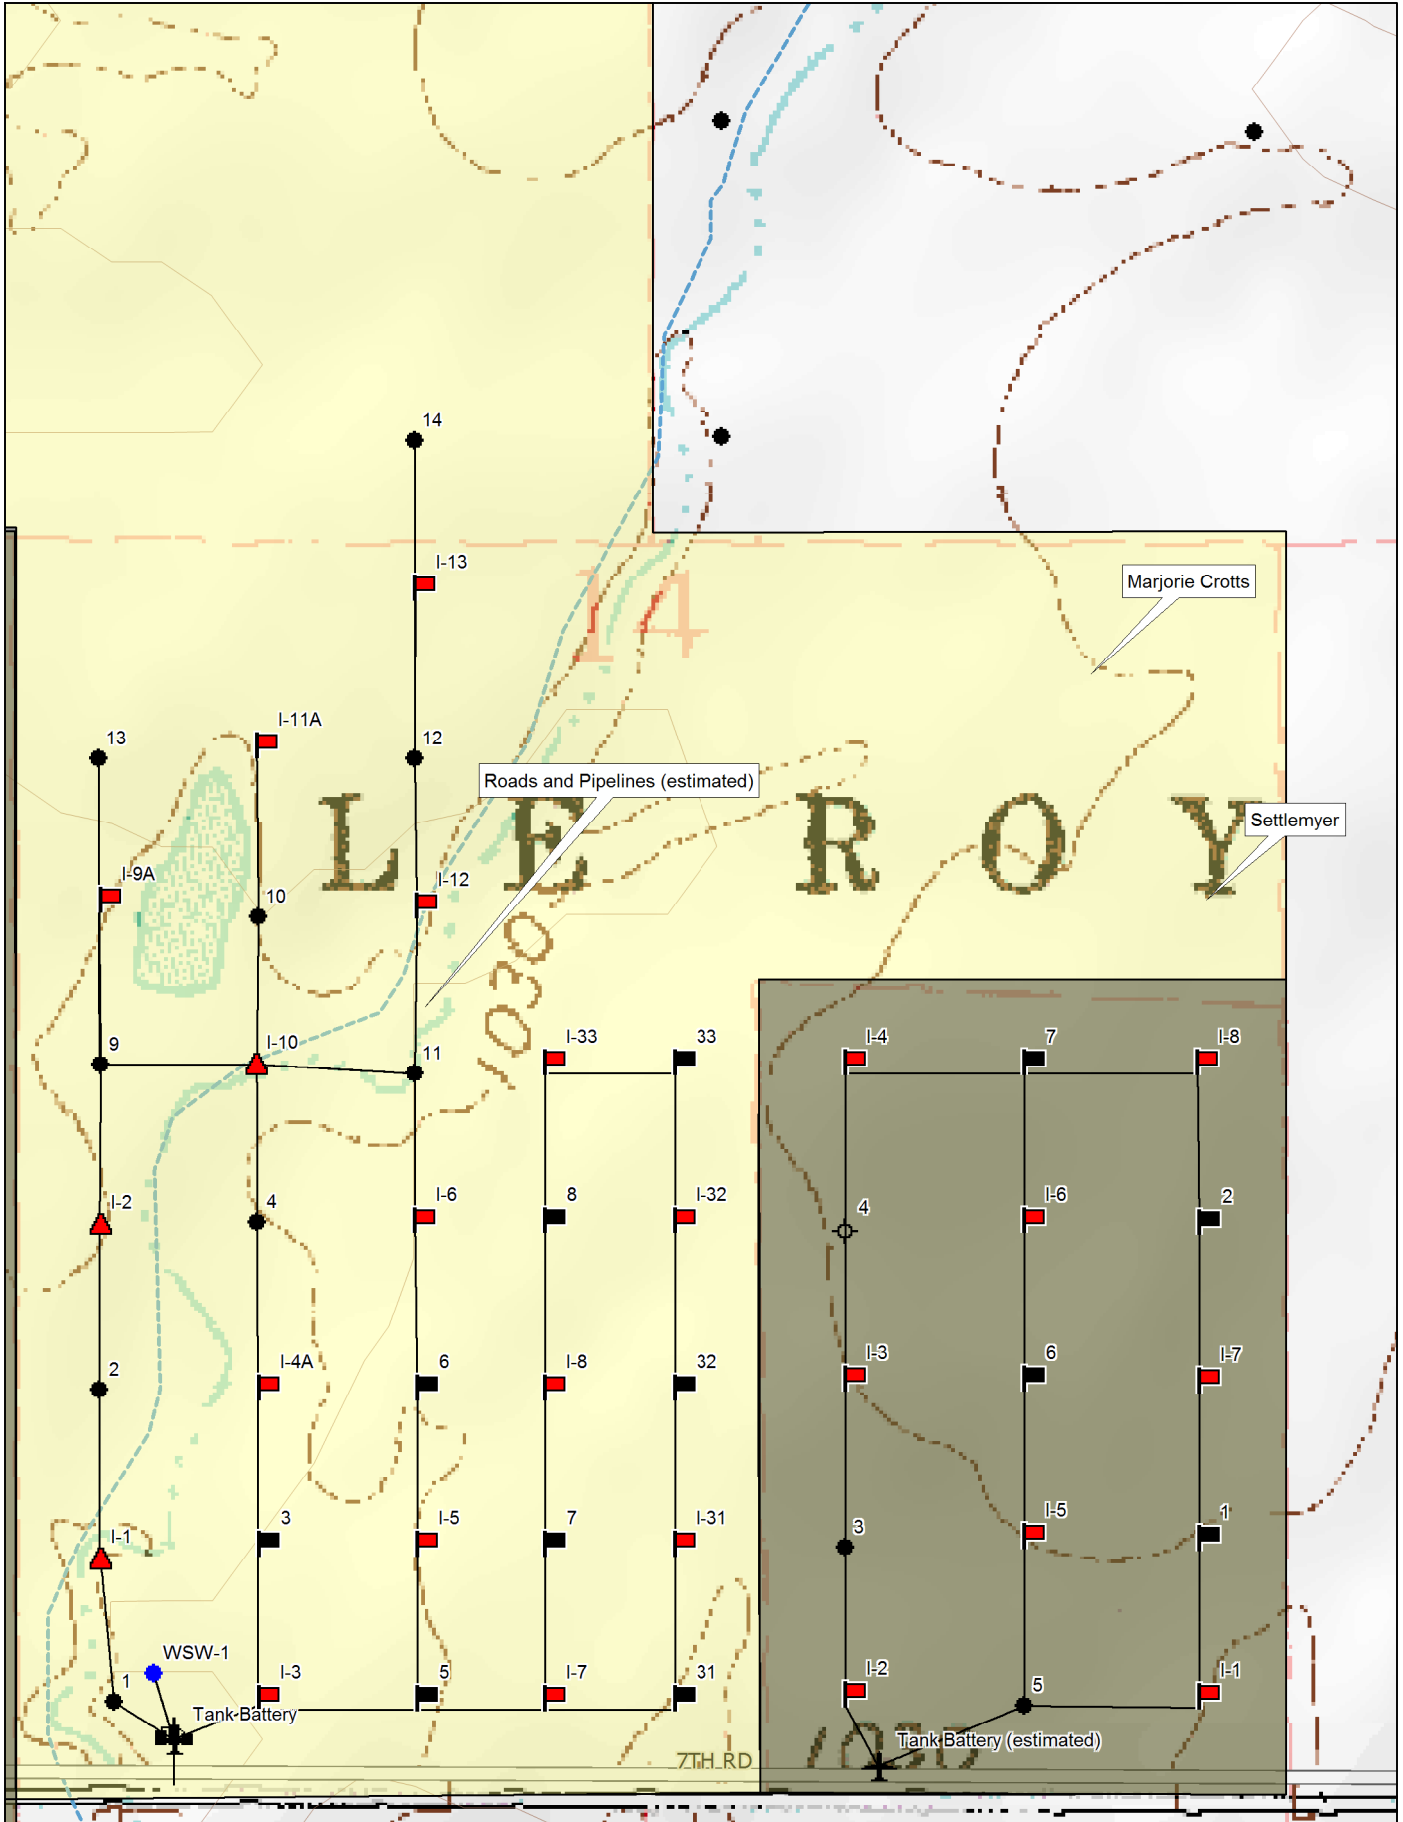 14
I-13
14
Marjorie Crotts
I-11A
13
12
Roads and Pipelines (estimated)
L E R O Y
Settlemyer
I-9A
I-12
10
1030
9
I-10
11
I-33
33
I-4
7
I-8
I-2
4
I-6
8
I-32
4
I-6
2
2
I-4A
6
I-8
32
I-3
6
I-7
I-1
3
I-5
7
I-31
3
I-5
1
WSW-1
1
I-3
5
I-7
31
I-2
5
I-1
Tank Battery
Tank Battery (estimated)
7TH RD